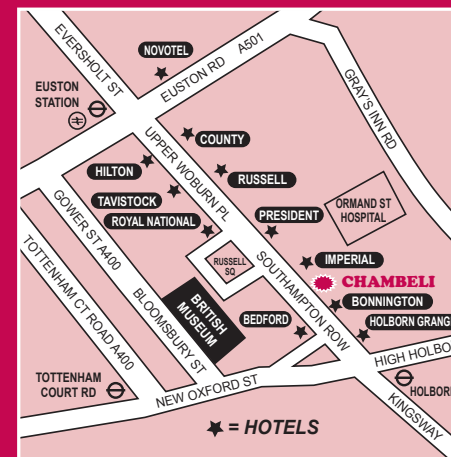 EVERSHOLT ST
NOVOTEL
EUSTON RD
A501
GRAY'S INN RD
EUSTON
STATION
COUNTY
UPPER WOBURN PL
HILTON
RUSSELL
TAVISTOCK
ROYAL NATIONAL
PRESIDENT
ORMAND ST
HOSPITAL
GOWER ST A400
RUSSELL
SQ
IMPERIAL
CHAMBELI
SOUTHAMPTON ROW
BONNINGTON
TOTTENHAM CT ROAD A400
BLOOMSBURY ST
BRITISH
MUSEUM
BEDFORD
HOLBORN GRANG
HIGH HOLBO
TOTTENHAM
COURT RD
NEW OXFORD ST
HOLBOR
KINGSWAY
= HOTELS